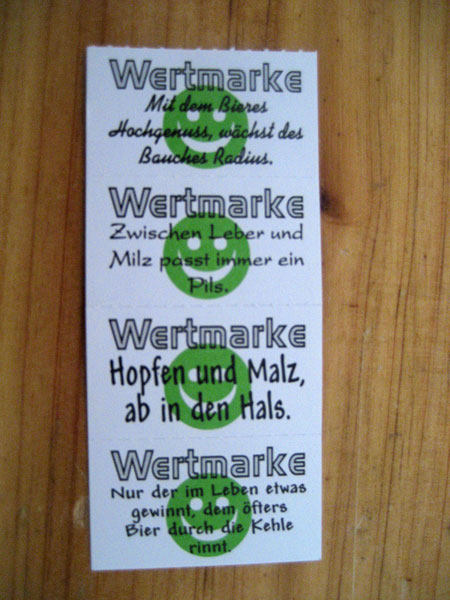 Wertmarke
Mit dem Bieres
Hochgenuss, wächst des
Bauches Radius.
Wertmarke
Zwischen Leber und
Milz passt immer ein
Pils.
Wertmarke
Hopfen und Malz,
ab in den Hals.
Wertmarke
Nur der im Leben etwas
gewinnt, dem öfters
Bier durch die Kehle
rinnt.